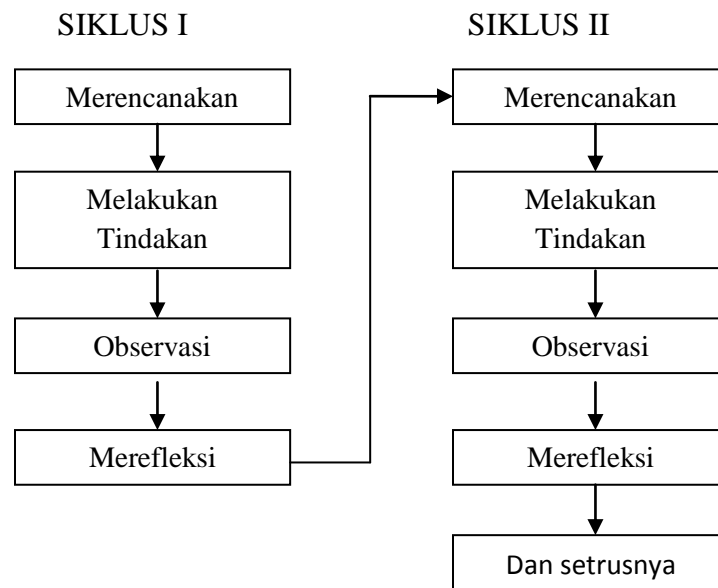 SIKLUS I
Merencanakan
Melakukan
Tindakan
Observasi
Merefleksi
SIKLUS II
Merencanakan
Melakukan
Tindakan
Observasi
Merefleksi
Dan setrusnya